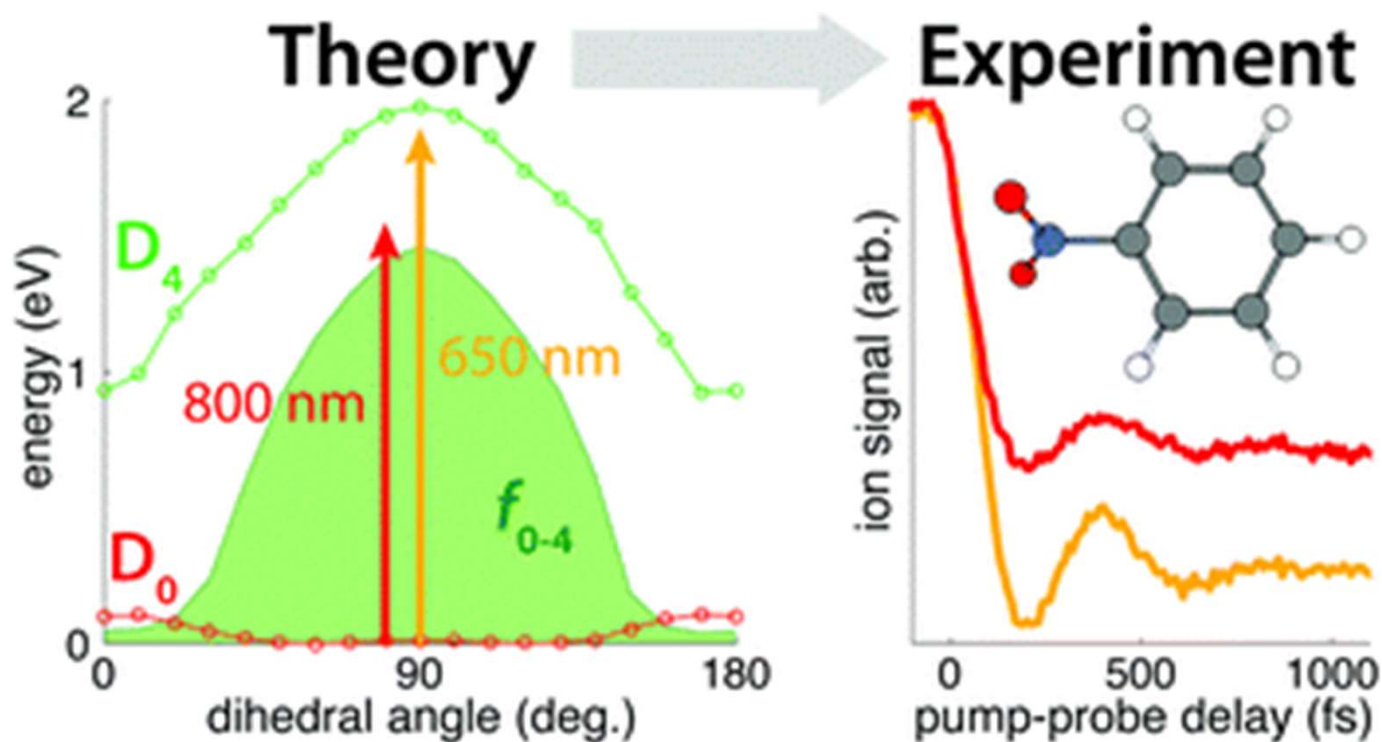 Theory
Experiment
2
1
0
energy (eV)
D4
D0
800 nm
650 nm
f0-4
0
90
180
dihedral angle (deg.)
ion signal (arb.)
0
500
1000
pump-probe delay (fs)